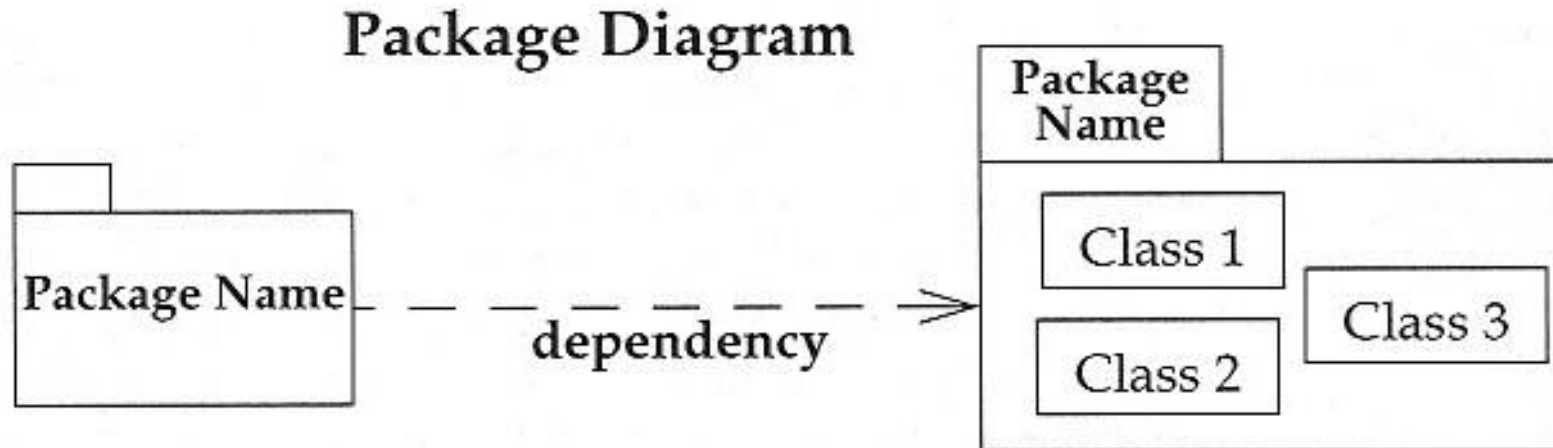 Package Diagram
Package
Name
Package Name
dependency
Class 1
Class 2
Class 3